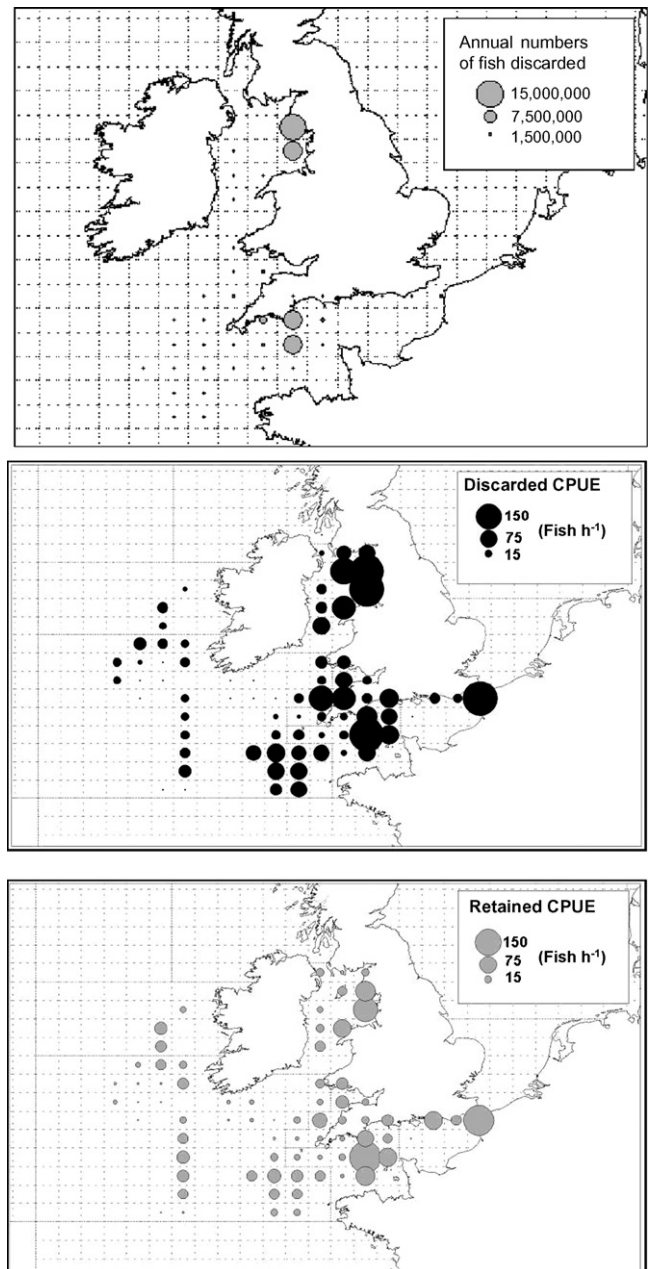 Annual numbers
of fish discarded
15,000,000
7,500,000
1,500,000
Discarded CPUE
150
75 (Fish h⁻¹)
15
Retained CPUE
150
75 (Fish h⁻¹)
15